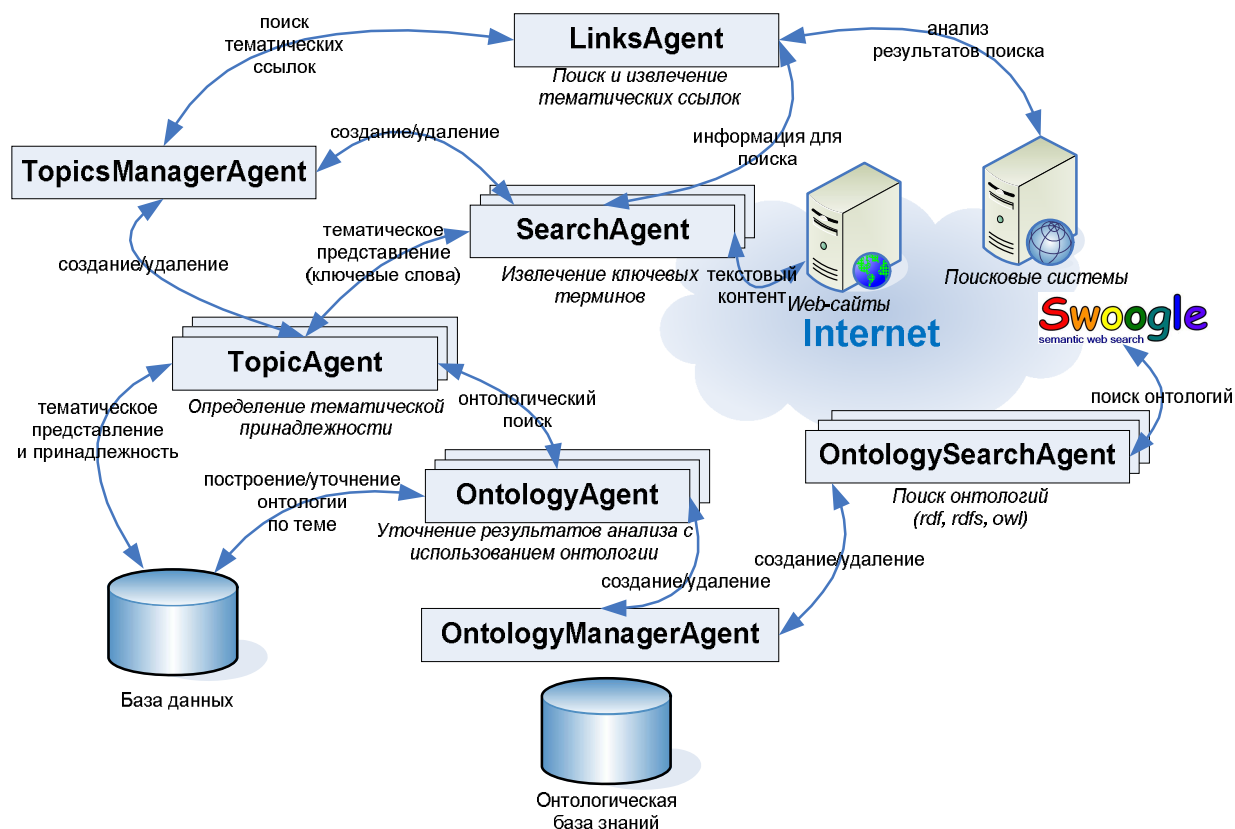 поиск
тематических
ссылок
LinksAgent
Поиск и извлечение
тематических ссылок
анализ
результатов поиска
создание/удаление
информация для
поиска
TopicsManagerAgent
SearchAgent
Извлечение ключевых
терминов
тематическое
представление
(ключевые слова)
создание/удаление
текстовый
контент
Web-сайты
Поисковые системы
Internet
Swoogle
semantic web search
TopicAgent
Определение тематической
принадлежности
тематическое
представление
и принадлежность
онтологический
поиск
поиск онтологий
OntologySearchAgent
Поиск онтологий
(rdf, rdfs, owl)
построение/уточнение
онтологии
по теме
OntologyAgent
Уточнение результатов анализа с
использованием онтологии
создание/удаление
создание/удаление
OntologyManagerAgent
База данных
Онтологическая
база знаний